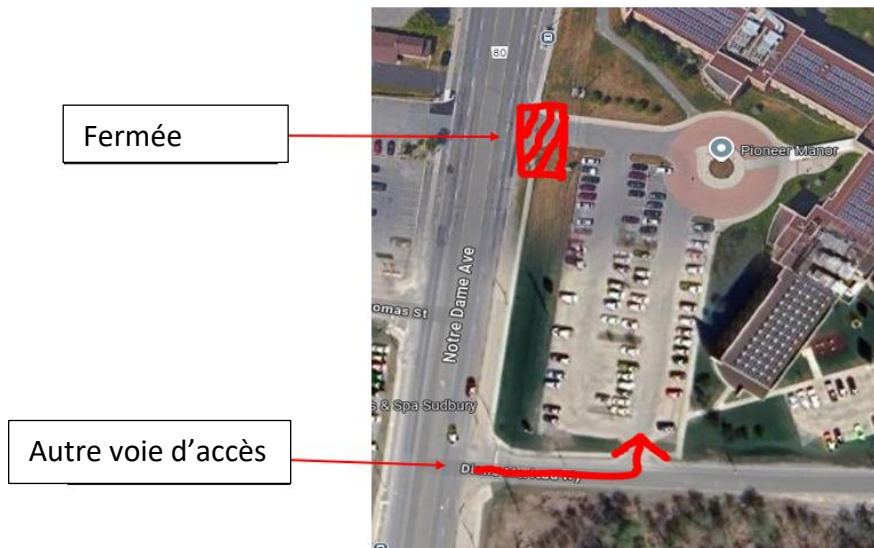 80
Fermée
Pioneer Manor
Notre Dame Ave
omas St
& Spa Sudbury
Autre voie d’accès